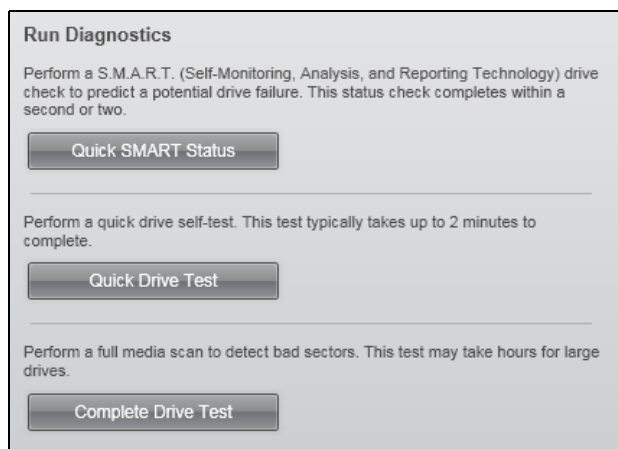 Run Diagnostics
Perform a S.M.A.R.T. (Self-Monitoring, Analysis, and Reporting Technology) drive
check to predict a potential drive failure. This status check completes within a
second or two.
Quick SMART Status
Perform a quick drive self-test. This test typically takes up to 2 minutes to
complete.
Quick Drive Test
Perform a full media scan to detect bad sectors. This test may take hours for large
drives.
Complete Drive Test